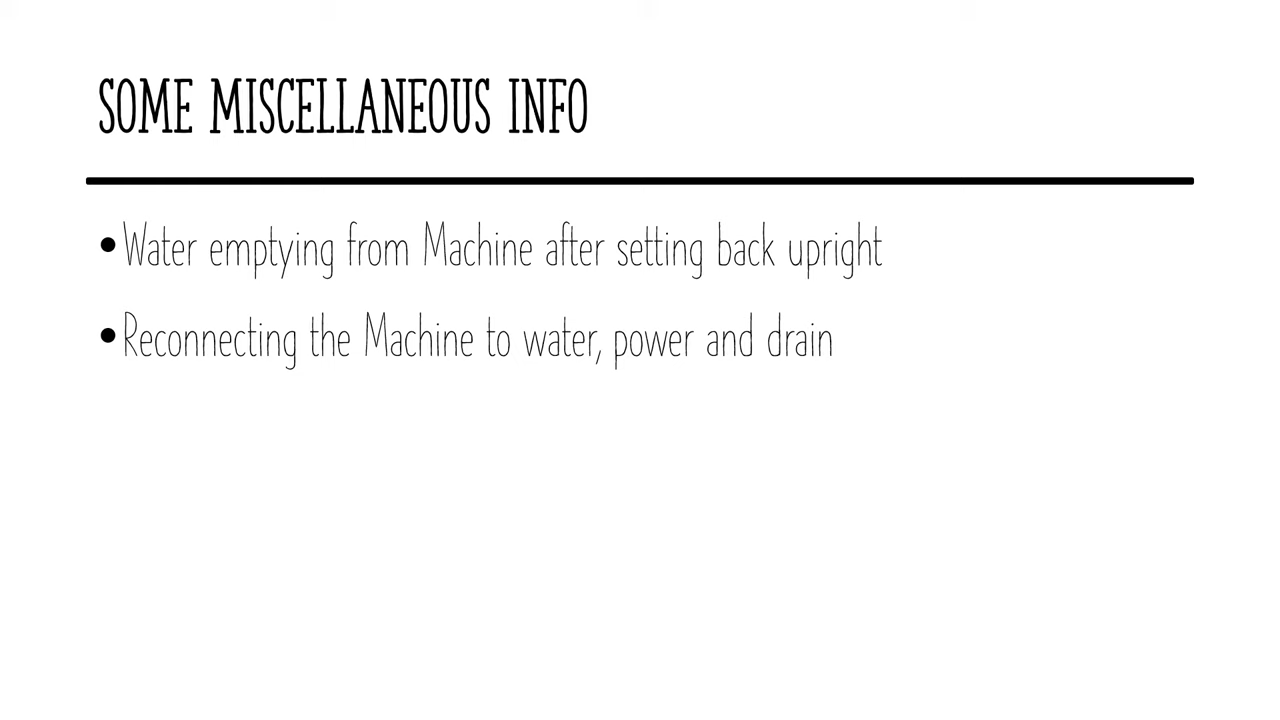 SOME MISCELLANEOUS INFO
•Water emptying from Machine after setting back upright
•Reconnecting the Machine to water, power and drain